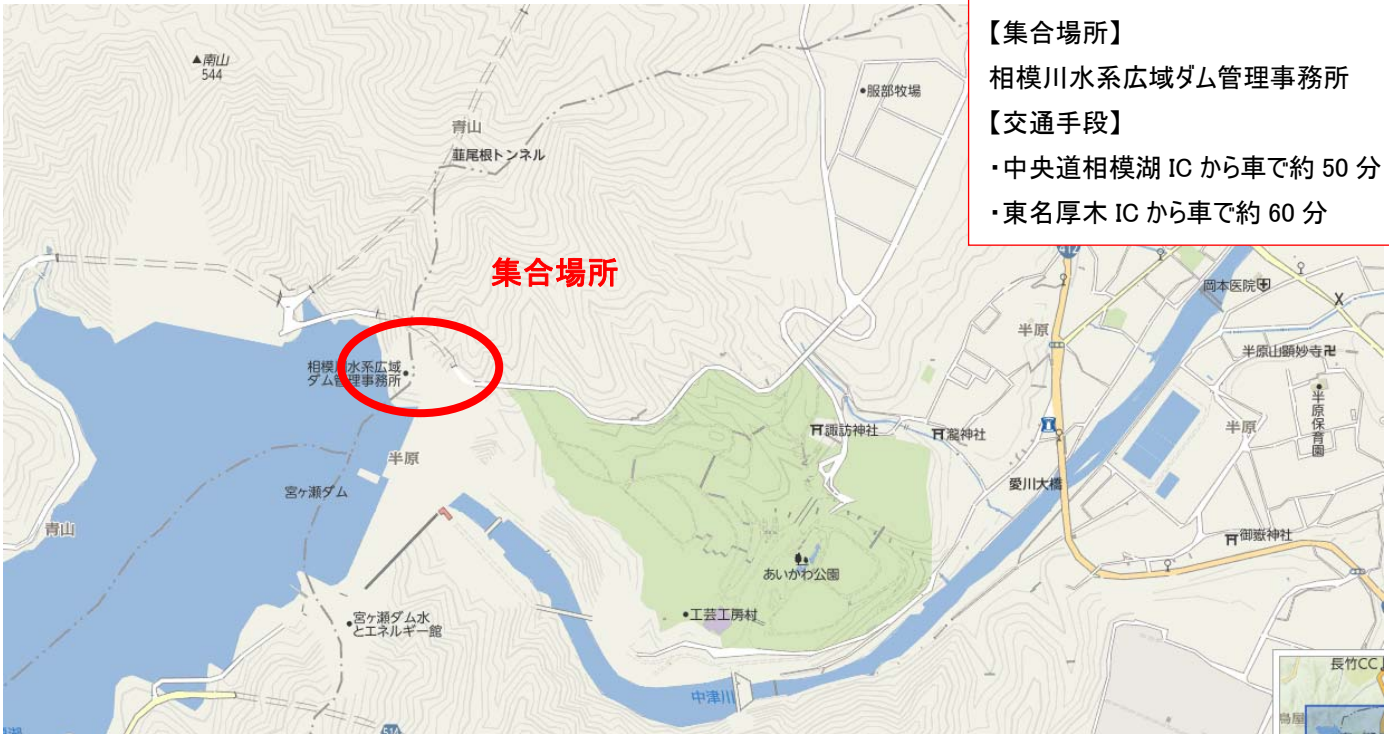 【集合場所】
相模川水系広域ダム管理事務所
【交通手段】
・中央道相模湖 IC から車で約 50 分
・東名厚木 IC から車で約 60 分
▲南山
544
服部牧場
青山
韮尾根トンネル
集合場所
412
岡本医院
相模川水系広域
ダム管理事務所
半原
半原山顕妙寺卍
諏訪神社
瀧神社
半原
半原保育園
半原
宮ヶ瀬ダム
愛川大橋
青山
御嶽神社
あいかわ公園
宮ヶ瀬ダム水
とエネルギー館
工芸工房村
長竹CC
中津川
鳥屋
514